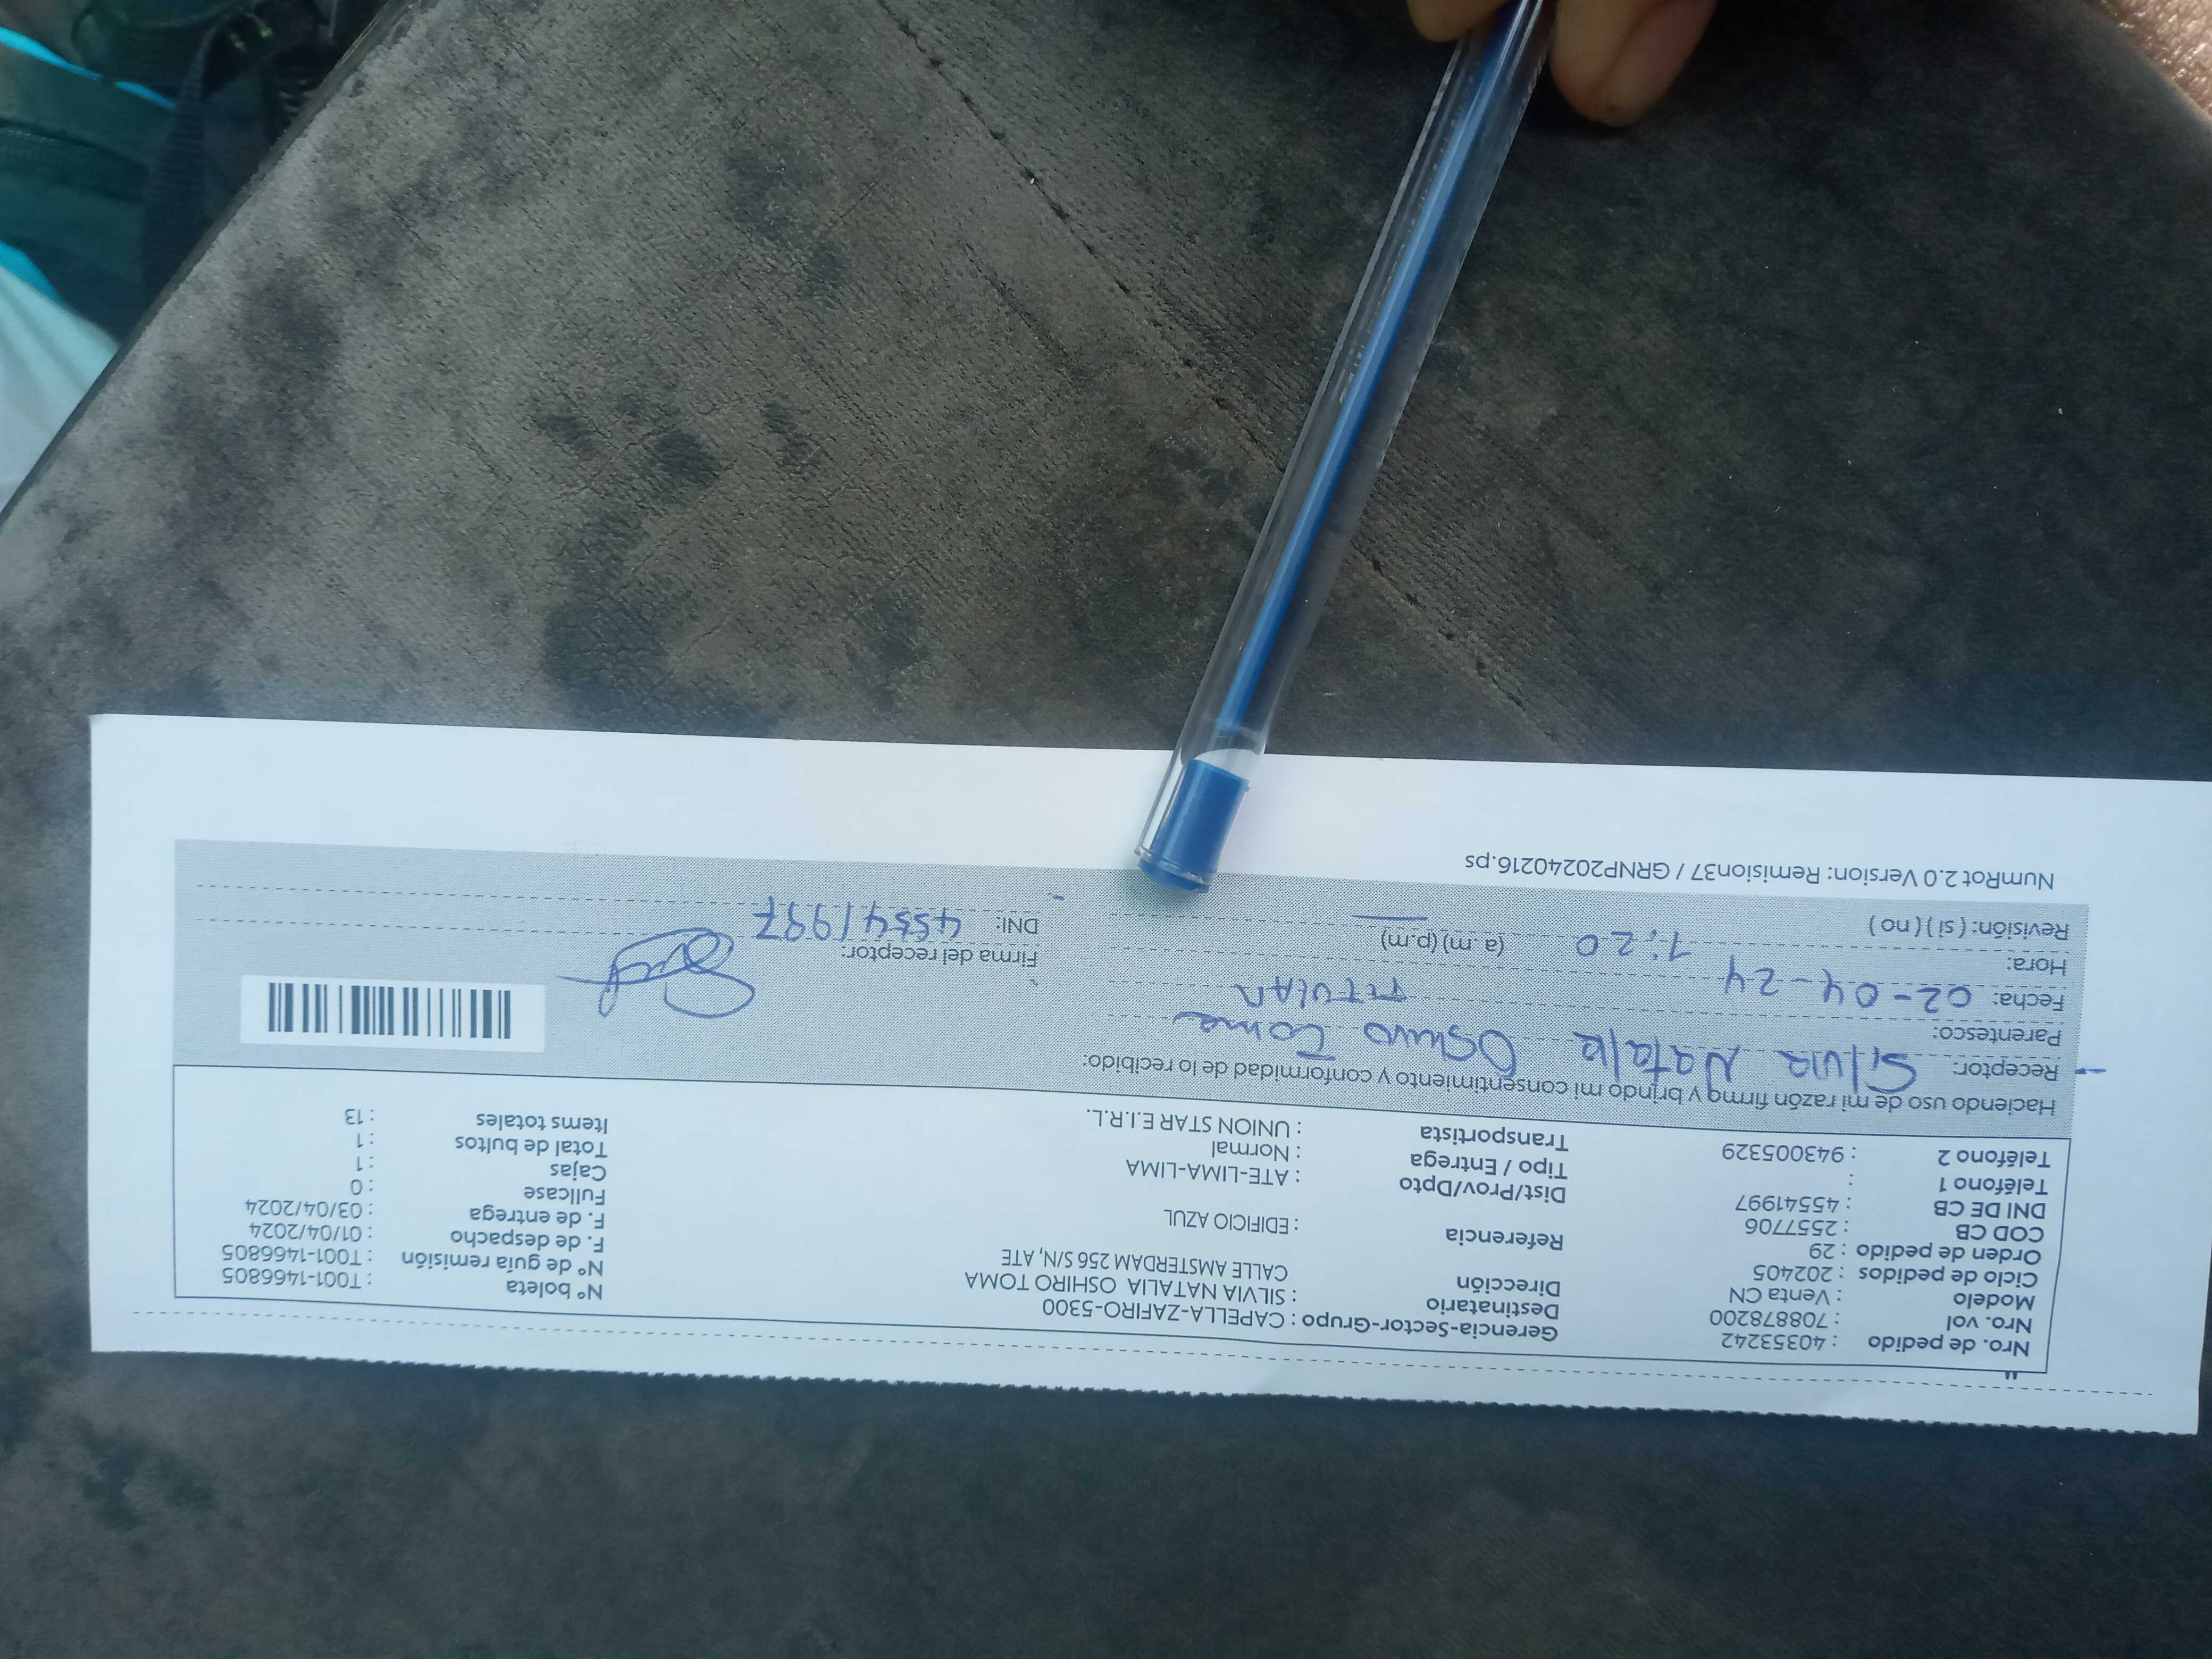 Nro. de pedido : 40353242
Nro. vol : 708878200
Modelo : Venta CN
Ciclo de pedidos : 202405
Orden de pedido : 29
COD CB : 2557706
DNI DE CB : 45541997
Teléfono 1 :
Teléfono 2 : 943005329
Gerencia-Sector-Grupo : CAPELLA-ZAFIRO-5300
Destinatario : SILVIA NATALIA OSHIRO TOMA
Dirección CALLE AMSTERDAM 256 S/N, ATE
Referencia : EDIFICIO AZUL
Dist/Prov/Dpto : ATE-LIMA-LIMA
Tipo / Entrega : Normal
Transportista : UNION STAR E.I.R.L.
N° boleta : T001-1466805
N° de guía remisión : T001-1466805
F. de despacho : 01/04/2024
F. de entrega : 03/04/2024
Fullcase : 0
Cajas : 1
Total de bultos : 1
Items totales : 13
Haciendo uso de mi razón firmo y brindo mi consentimiento y conformidad de lo recibido:
Receptor: Silvia Natalia Oshiro Toma
Parentesco: TITULAR
Fecha: 02-04-24
Hora: 1:20 (a.m) (p.m)
Revisión: ( si ) ( no )
Firma del receptor:
DNI: 45541997
NumRot 2.0 Version: Remision37 / GRNP20240216.ps